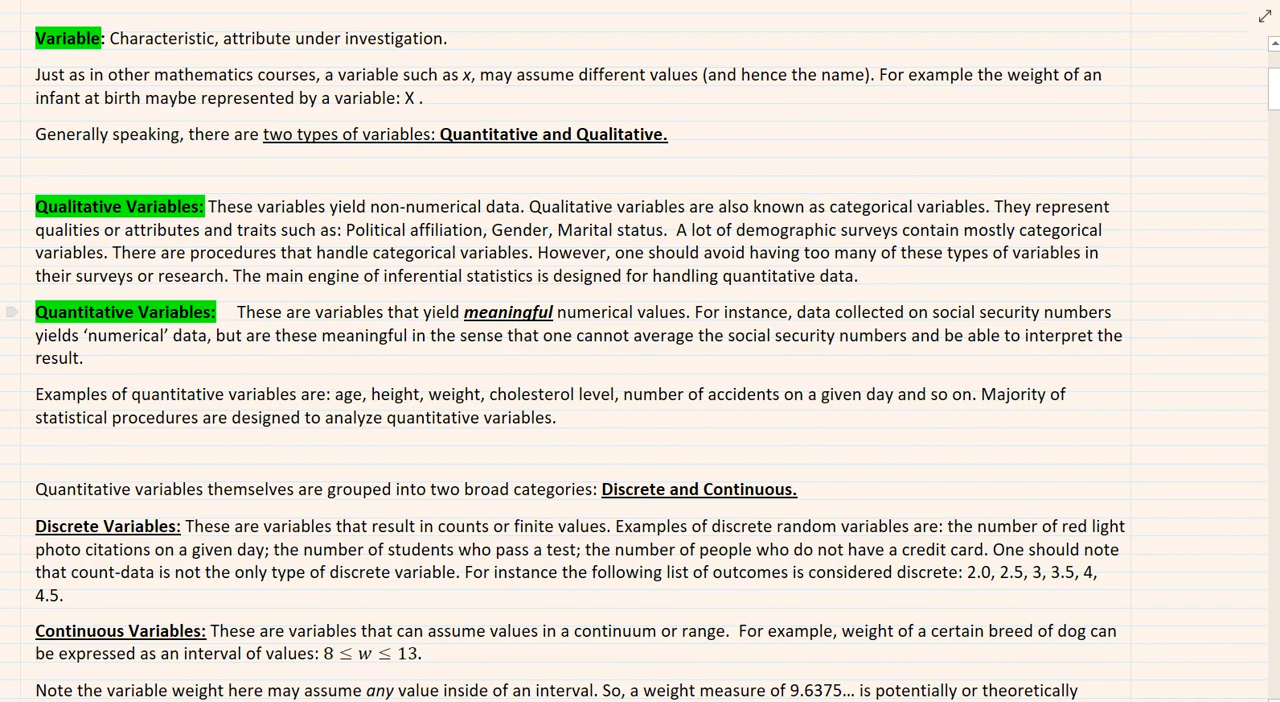 Variable: Characteristic, attribute under investigation.
Just as in other mathematics courses, a variable such as x, may assume different values (and hence the name). For example the weight of an
infant at birth maybe represented by a variable: X .
Generally speaking, there are two types of variables: Quantitative and Qualitative.
Qualitative Variables: These variables yield non-numerical data. Qualitative variables are also known as categorical variables. They represent
qualities or attributes and traits such as: Political affiliation, Gender, Marital status.  A lot of demographic surveys contain mostly categorical
variables. There are procedures that handle categorical variables. However, one should avoid having too many of these types of variables in
their surveys or research. The main engine of inferential statistics is designed for handling quantitative data.
Quantitative Variables:    These are variables that yield meaningful numerical values. For instance, data collected on social security numbers
yields ‘numerical’ data, but are these meaningful in the sense that one cannot average the social security numbers and be able to interpret the
result.
Examples of quantitative variables are: age, height, weight, cholesterol level, number of accidents on a given day and so on. Majority of
statistical procedures are designed to analyze quantitative variables.
Quantitative variables themselves are grouped into two broad categories: Discrete and Continuous.
Discrete Variables: These are variables that result in counts or finite values. Examples of discrete random variables are: the number of red light
photo citations on a given day; the number of students who pass a test; the number of people who do not have a credit card. One should note
that count-data is not the only type of discrete variable. For instance the following list of outcomes is considered discrete: 2.0, 2.5, 3, 3.5, 4,
4.5.
Continuous Variables: These are variables that can assume values in a continuum or range.  For example, weight of a certain breed of dog can
be expressed as an interval of values: 8 ≤ w ≤ 13.
Note the variable weight here may assume any value inside of an interval. So, a weight measure of 9.6375... is potentially or theoretically